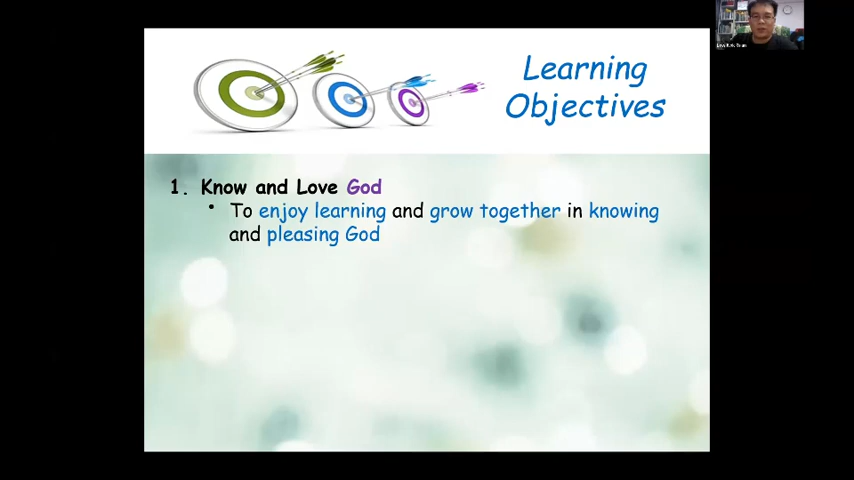 Learning
Objectives
1. Know and Love God
• To enjoy learning and grow together in knowing
and pleasing God